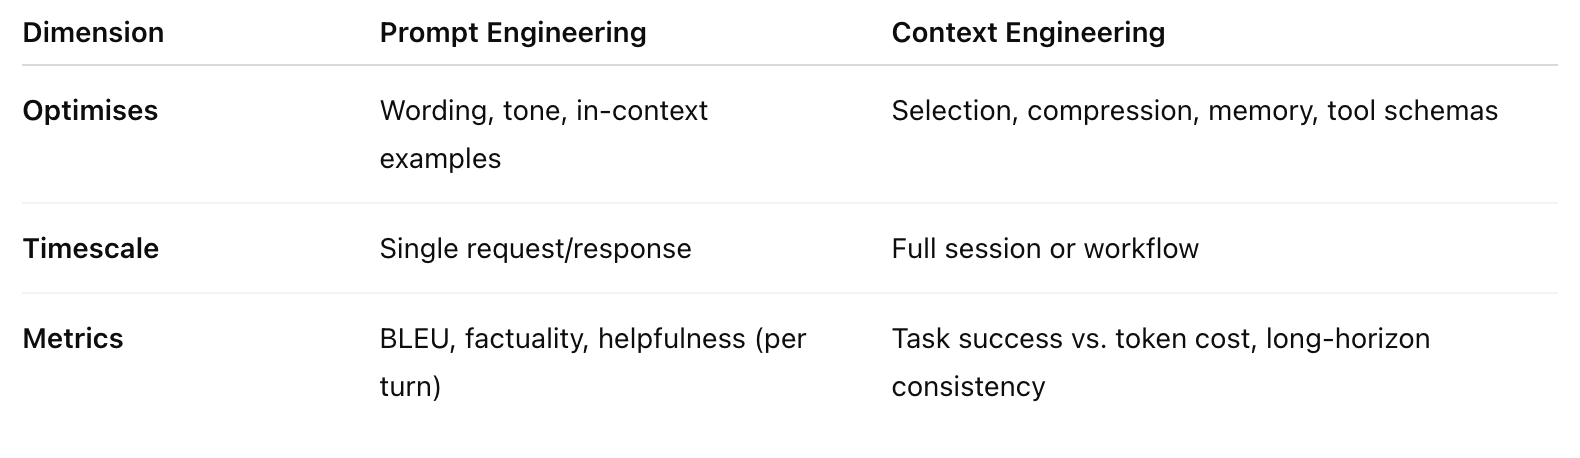 Dimension Prompt Engineering Context Engineering
Optimises Wording, tone, in-context Selection, compression, memory, tool schemas
examples
Timescale Single request/response Full session or workflow
Metrics BLEU, factuality, helpfulness (per Task success vs. token cost, long-horizon
turn) consistency